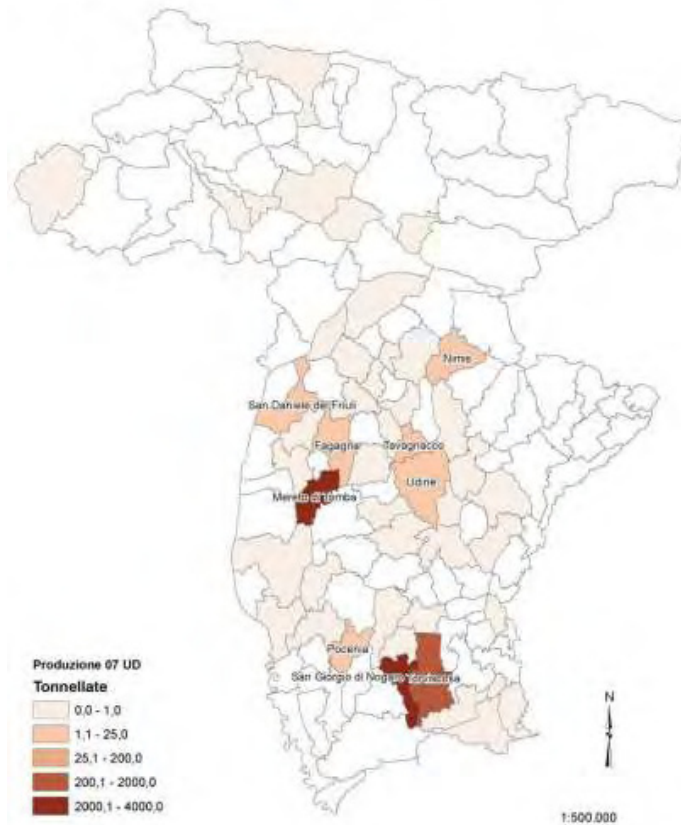 Nimis
San Daniele del Friuli
Fagagna
Tavagnacco
Udine
Mereto di Tomba
Pocenia
San Giorgio di Nogaro
Torviscosa
Produzione 07 UD
Tonnellate
0,0 - 1,0
1,1 - 25,0
25,1 - 200,0
200,1 - 2000,0
2000,1 - 4000,0
N
1:500.000